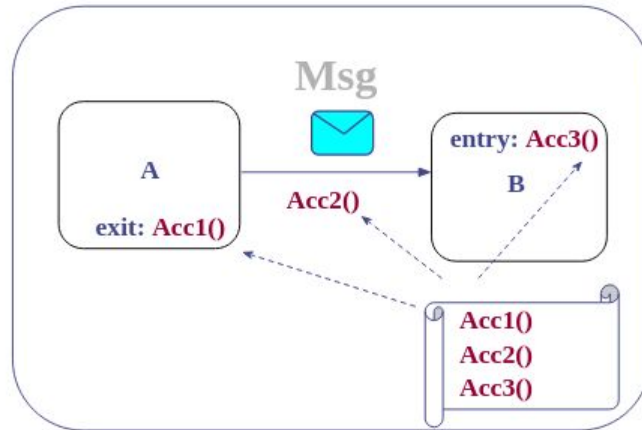 Msg
entry: Acc3()
A
B
Acc2()
exit: Acc1()
Acc1()
Acc2()
Acc3()